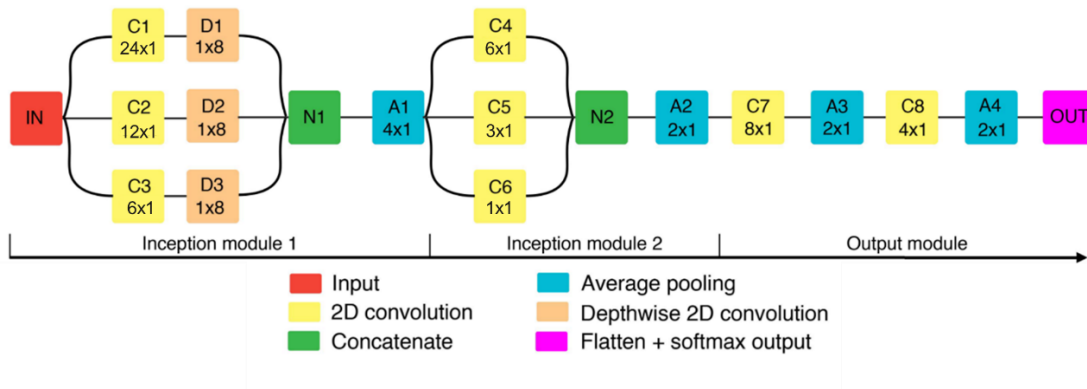 C1
24x1
D1
1x8
C4
6x1
IN
C2
12x1
D2
1x8
N1
A1
4x1
C5
3x1
N2
A2
2x1
C7
8x1
A3
2x1
C8
4x1
A4
2x1
OUT
C3
6x1
D3
1x8
C6
1x1
Inception module 1
Inception module 2
Output module
Input
Average pooling
2D convolution
Depthwise 2D convolution
Concatenate
Flatten + softmax output